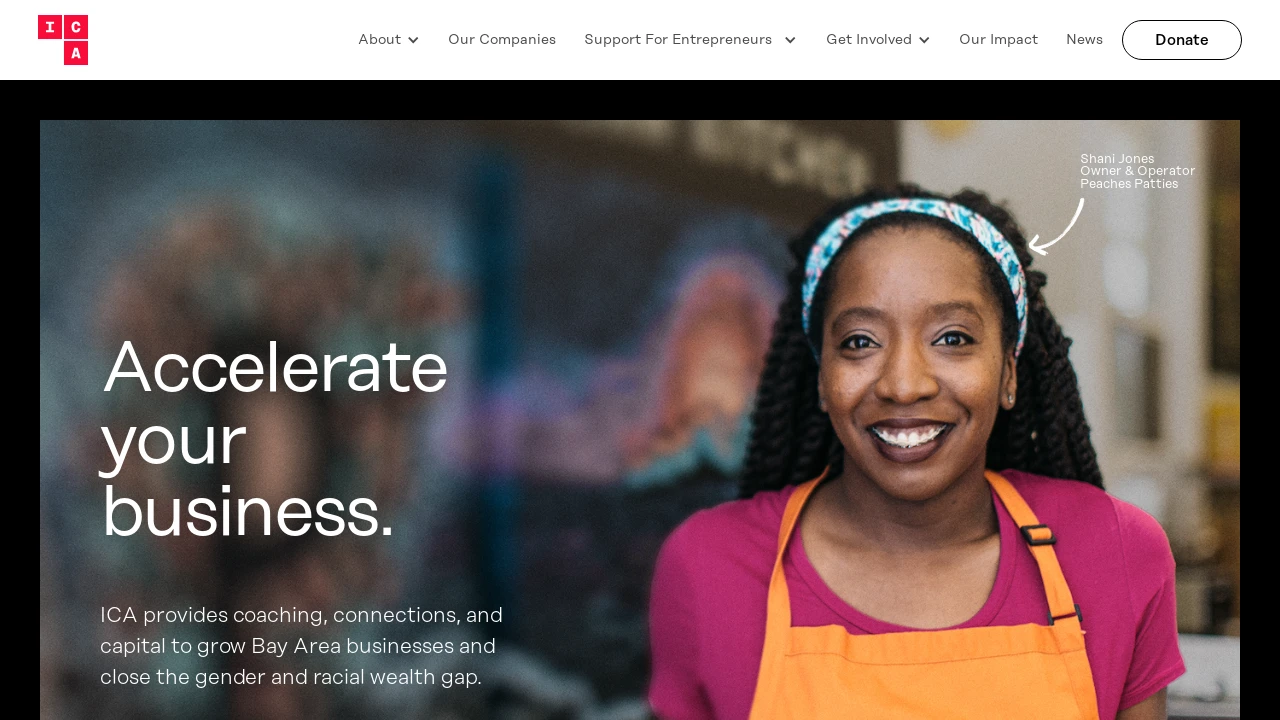 I C
A
About
Our Companies
Support For Entrepreneurs
Get Involved
Our Impact
News
Donate
KITCHEN
Shani Jones
Owner & Operator
Peaches Patties
Accelerate
your
business.
ICA provides coaching, connections, and
capital to grow Bay Area businesses and
close the gender and racial wealth gap.